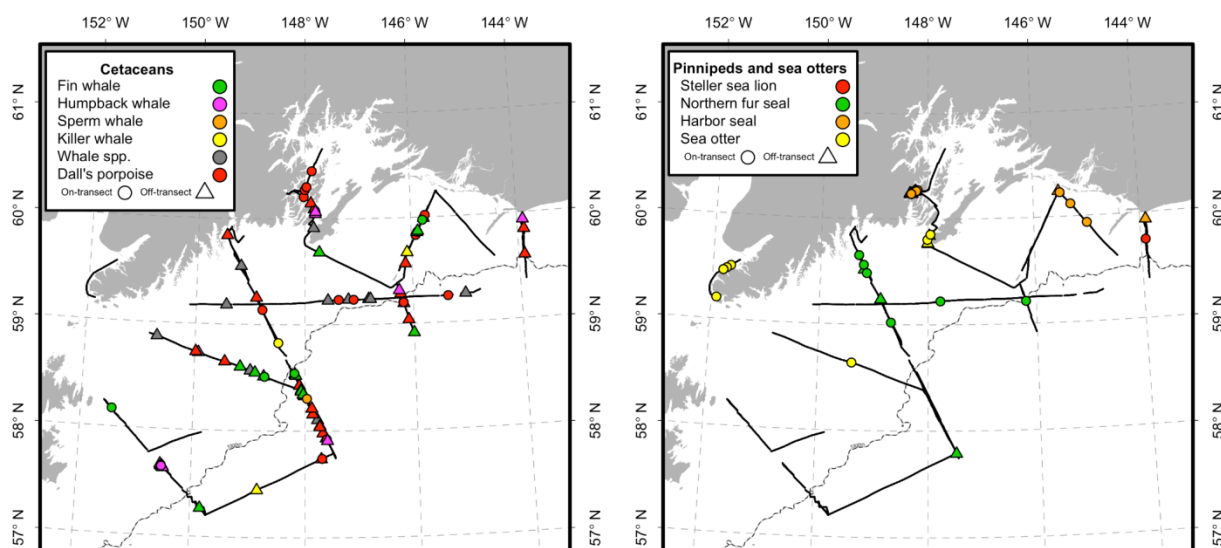 152° W 150° W 148° W 146° W 144° W
Cetaceans
Fin whale
Humpback whale
Sperm whale
Killer whale
Whale spp.
Dall's porpoise
On-transect Off-transect
61° N
60° N
59° N
58° N
57° N
61° N
60° N
59° N
58° N
57° N
152° W 150° W 148° W 146° W 144° W
Pinnipeds and sea otters
Steller sea lion
Northern fur seal
Harbor seal
Sea otter
On-transect Off-transect
61° N
60° N
59° N
58° N
57° N